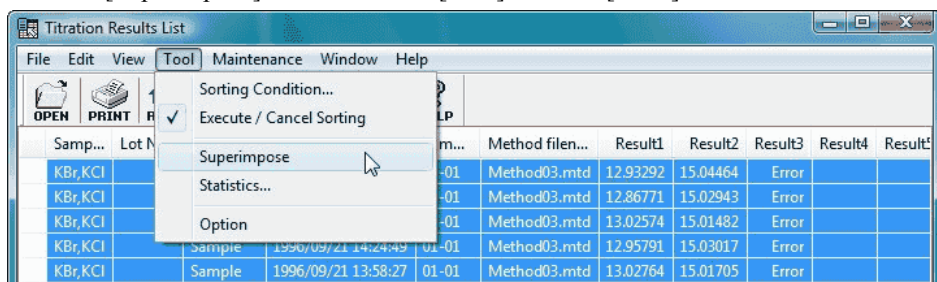 Titration Results List
File Edit View Tool Maintenance Window Help
OPEN PRINT
Sorting Condition...
Execute / Cancel Sorting
Superimpose
Statistics...
Option
Samp... Lot N m... Method filen... Result1 Result2 Result3 Result4 Result5
KBr,KCl -01 Method03.mtd 12.93292 15.04464 Error
KBr,KCl -01 Method03.mtd 12.86771 15.02943 Error
KBr,KCl -01 Method03.mtd 13.02574 15.01482 Error
KBr,KCl Sample 1996/09/21 14:24:49 01-01 Method03.mtd 12.95791 15.03017 Error
KBr,KCl Sample 1996/09/21 13:58:27 01-01 Method03.mtd 13.02764 15.01705 Error